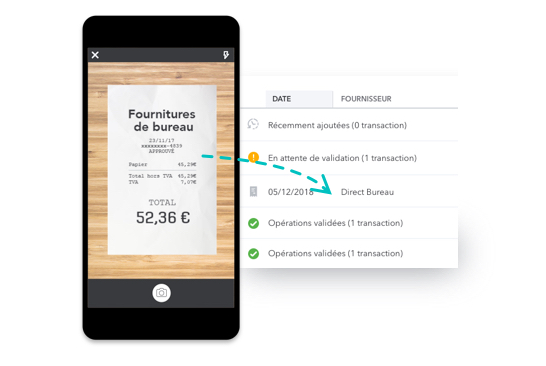 Fournitures
de bureau
23/11/17
xxxxxxxx-4039
APPROUVÉ
Papier 45,29€
Total hors TVA 45,29€
TVA 7,07€
TOTAL
52,36 €
DATE FOURNISSEUR
Récemment ajoutées (0 transaction)
En attente de validation (1 transaction)
05/12/2018 Direct Bureau
Opérations validées (1 transaction)
Opérations validées (1 transaction)